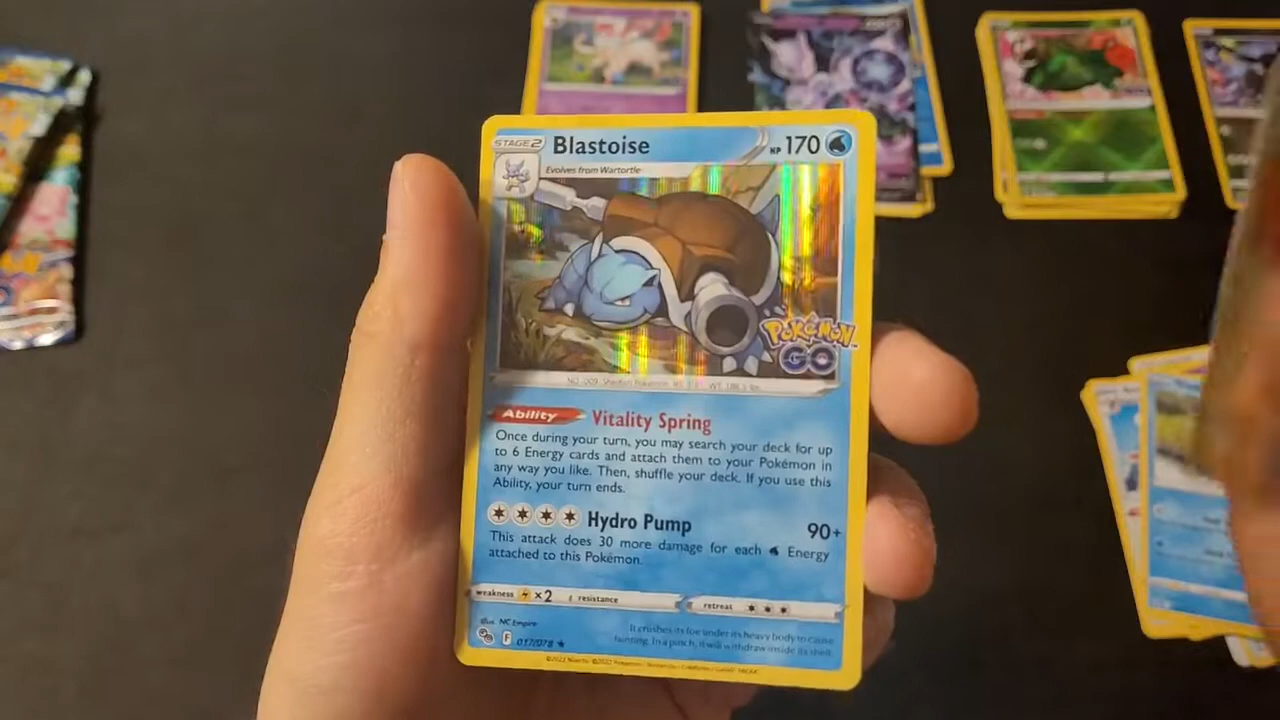 STAGE 2 Blastoise HP 170
Evolves from Wartortle
POKÉMON
GO
Ability Vitality Spring
Once during your turn, you may search your deck for up
to 6 Energy cards and attach them to your Pokémon in
any way you like. Then, shuffle your deck. If you use this
Ability, your turn ends.
Hydro Pump 90+
This attack does 30 more damage for each Energy
attached to this Pokémon.
weakness ×2 resistance retreat
Illus. NC Empire
F 017/078 ★
It crushes its foe under its heavy body to cause
fainting. In a pinch, it will withdraw inside its shell.